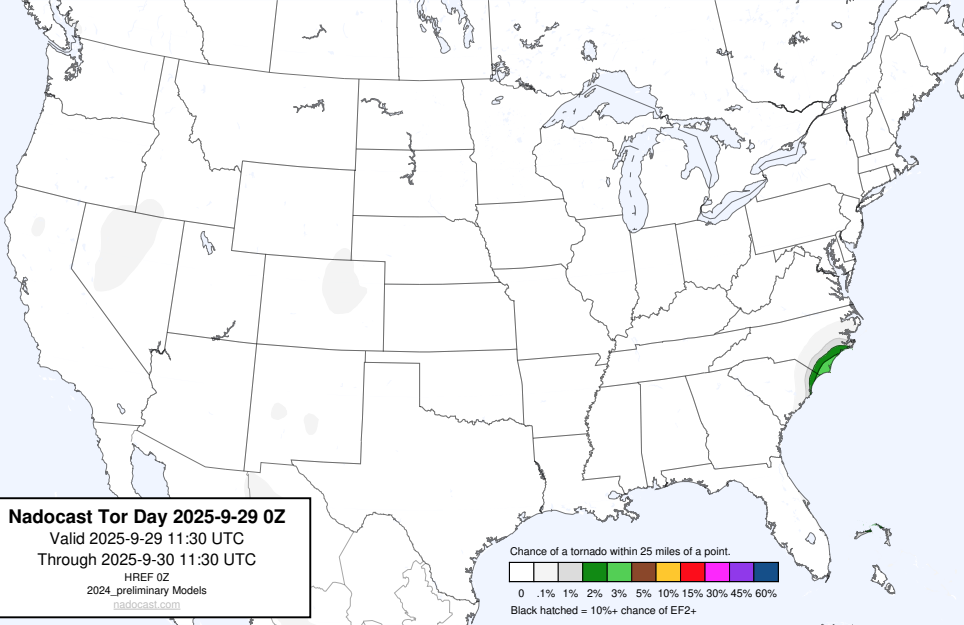 Nadocast Tor Day 2025-9-29 0Z
Valid 2025-9-29 11:30 UTC
Through 2025-9-30 11:30 UTC
HREF 0Z
2024_preliminary Models
nadocast.com
Chance of a tornado within 25 miles of a point.
0 .1% 1% 2% 3% 5% 10% 15% 30% 45% 60%
Black hatched = 10%+ chance of EF2+